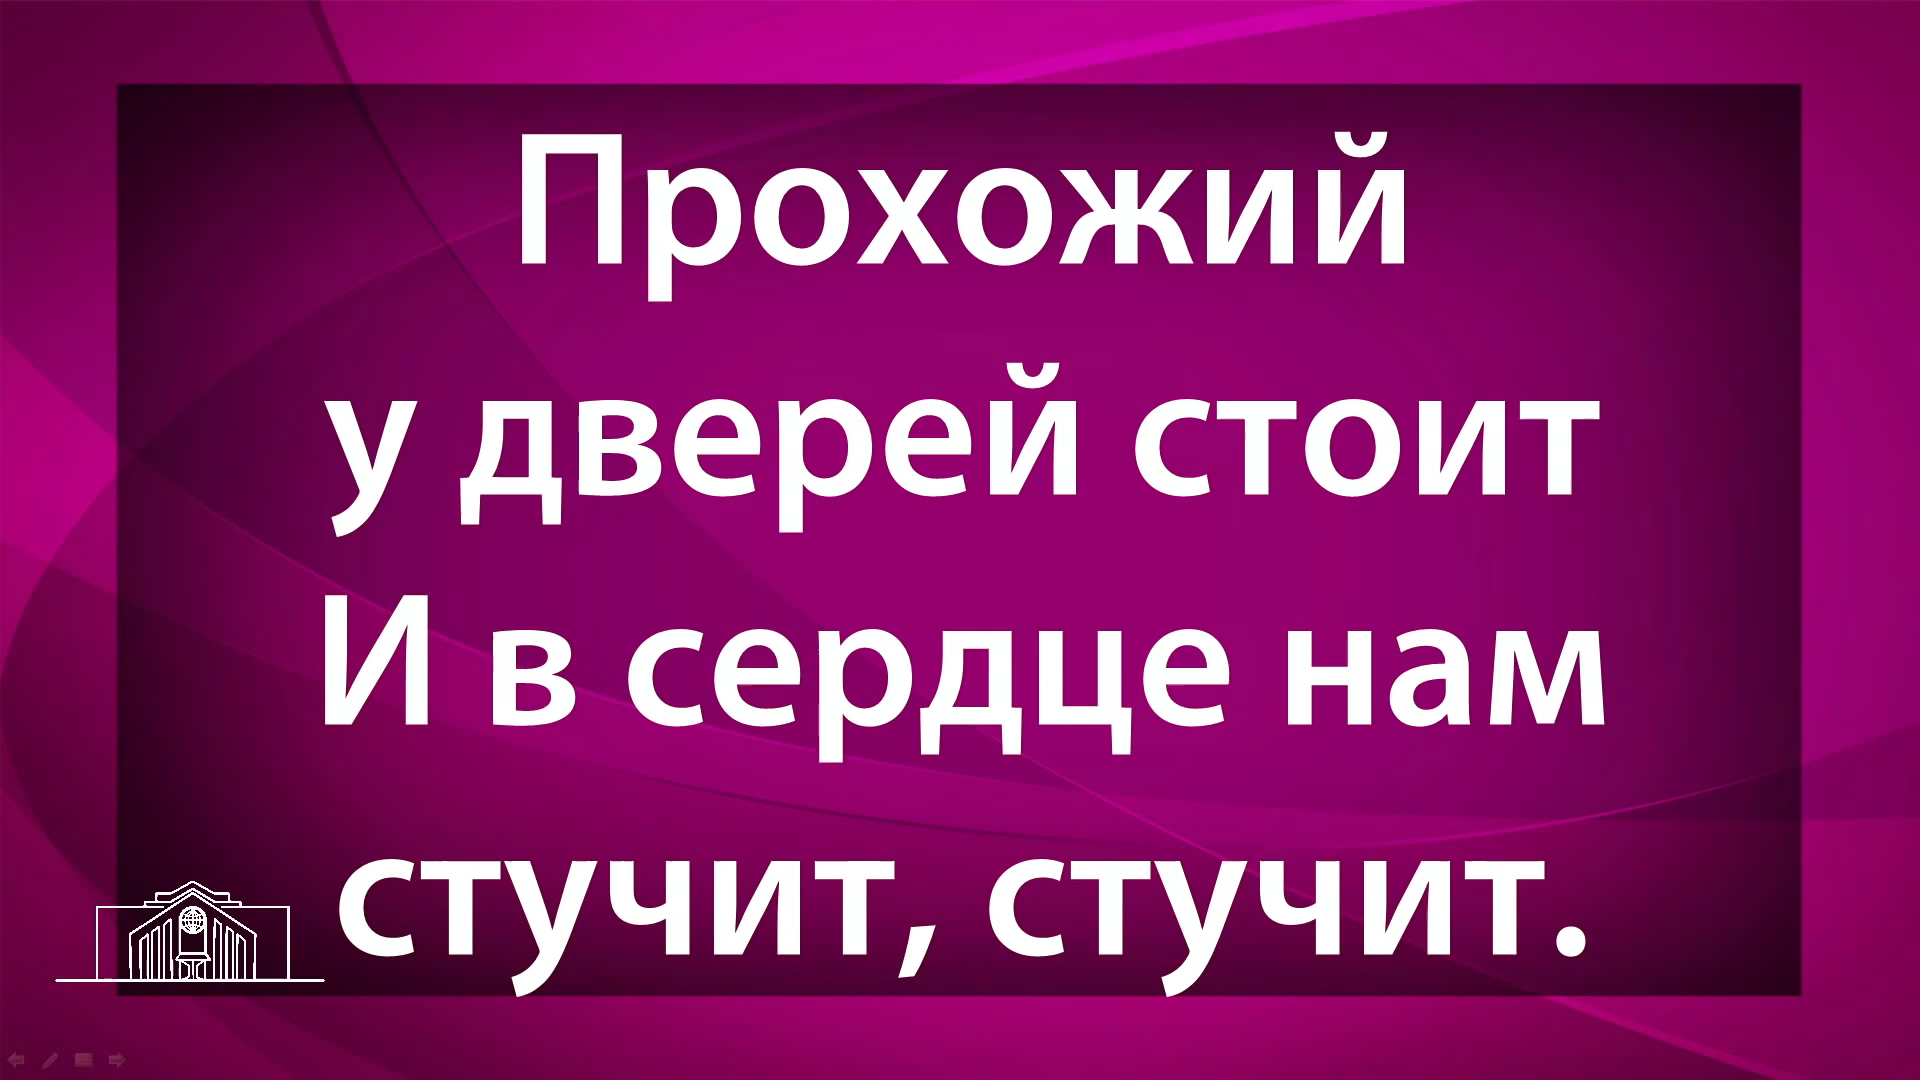 Прохожий
у дверей стоит
И в сердце нам
стучит, стучит.